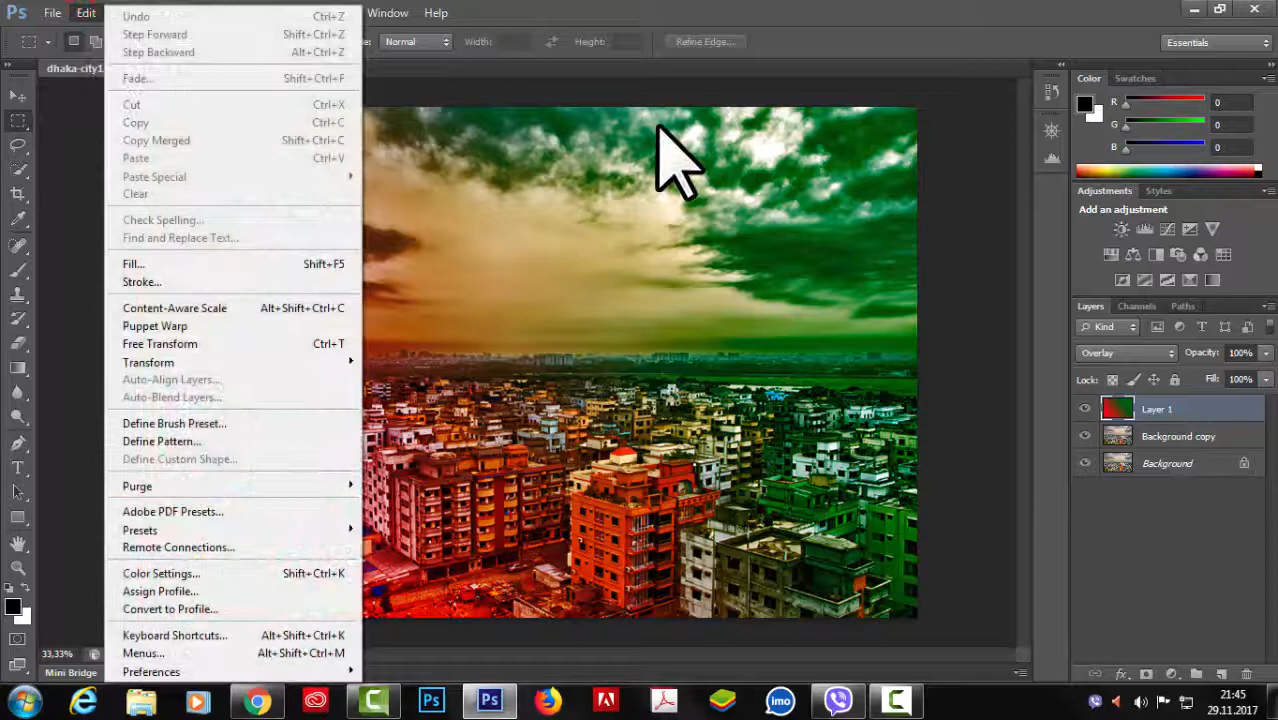 Ps File Edit Window Help
Normal Width: Height: Refine Edge... Essentials
dhaka-city1
Undo Ctrl+Z
Step Forward Shift+Ctrl+Z
Step Backward Alt+Ctrl+Z
Fade... Shift+Ctrl+F
Cut Ctrl+X
Copy Ctrl+C
Copy Merged Shift+Ctrl+C
Paste Ctrl+V
Paste Special
Clear
Check Spelling...
Find and Replace Text...
Fill... Shift+F5
Stroke...
Content-Aware Scale Alt+Shift+Ctrl+C
Puppet Warp
Free Transform Ctrl+T
Transform
Auto-Align Layers...
Auto-Blend Layers...
Define Brush Preset...
Define Pattern...
Define Custom Shape...
Purge
Adobe PDF Presets...
Presets
Remote Connections...
Color Settings... Shift+Ctrl+K
Assign Profile...
Convert to Profile...
Keyboard Shortcuts... Alt+Shift+Ctrl+K
Menus... Alt+Shift+Ctrl+M
Preferences
Color Swatches
R 0
G 0
B 0
Adjustments Styles
Add an adjustment
Layers Channels Paths
Kind
Overlay Opacity: 100%
Lock: Fill: 100%
Layer 1
Background copy
Background
33,33%
Mini Bridge
Ps Ps imo
21:45
29.11.2017